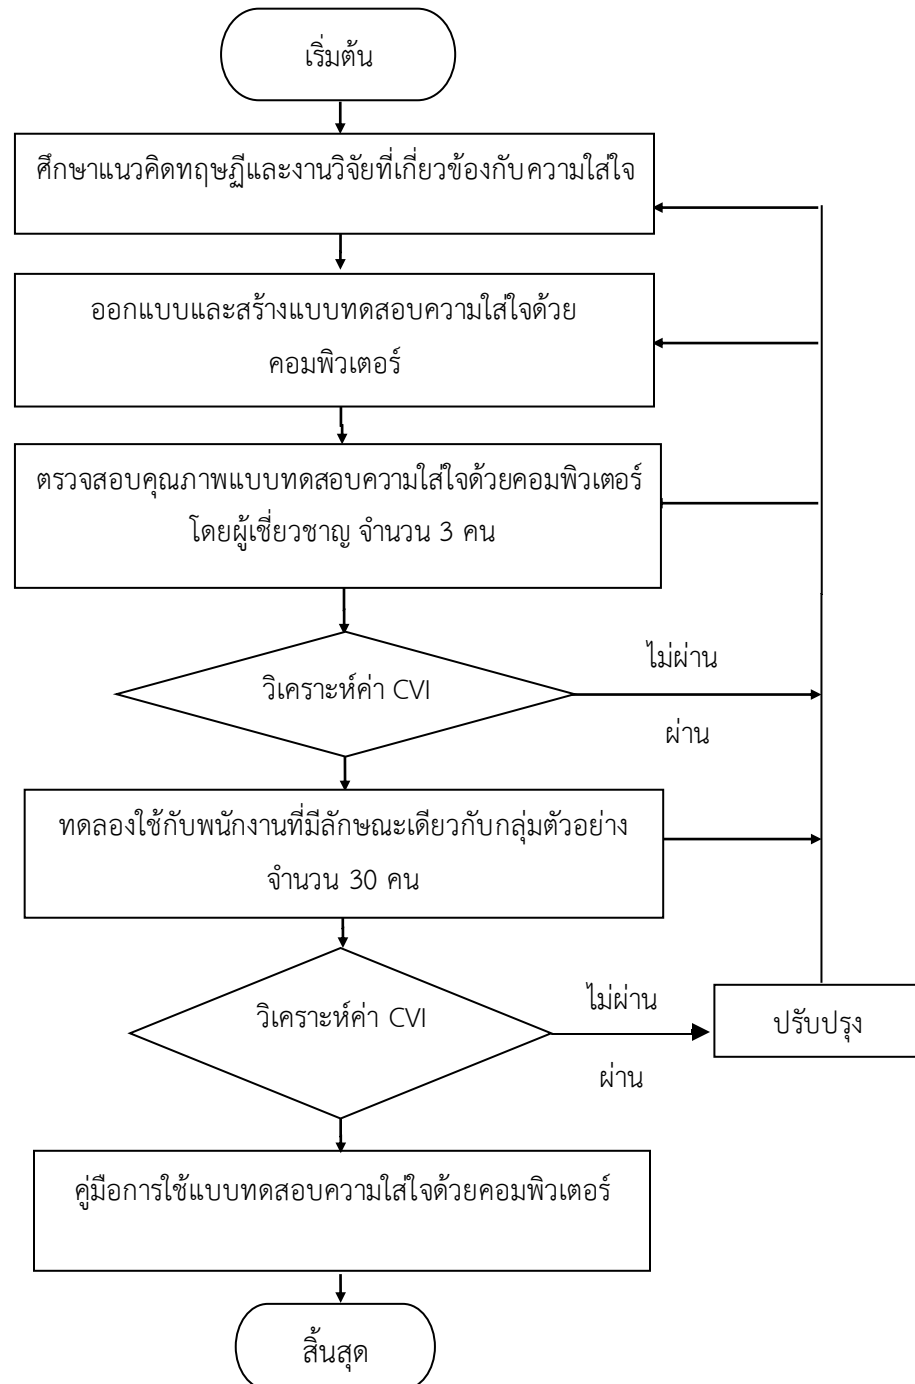 เริ่มต้น
ศึกษาแนวคิดทฤษฏีและงานวิจัยที่เกี่ยวข้องกับความใส่ใจ
ออกแบบและสร้างแบบทดสอบความใส่ใจด้วย
คอมพิวเตอร์
ตรวจสอบคุณภาพแบบทดสอบความใส่ใจด้วยคอมพิวเตอร์
โดยผู้เชี่ยวชาญ จำนวน 3 คน
ไม่ผ่าน
วิเคราะห์ค่า CVI
ผ่าน
ทดลองใช้กับพนักงานที่มีลักษณะเดียวกับกลุ่มตัวอย่าง
จำนวน 30 คน
ไม่ผ่าน
วิเคราะห์ค่า CVI
ปรับปรุง
ผ่าน
คู่มือการใช้แบบทดสอบความใส่ใจด้วยคอมพิวเตอร์
สิ้นสุด